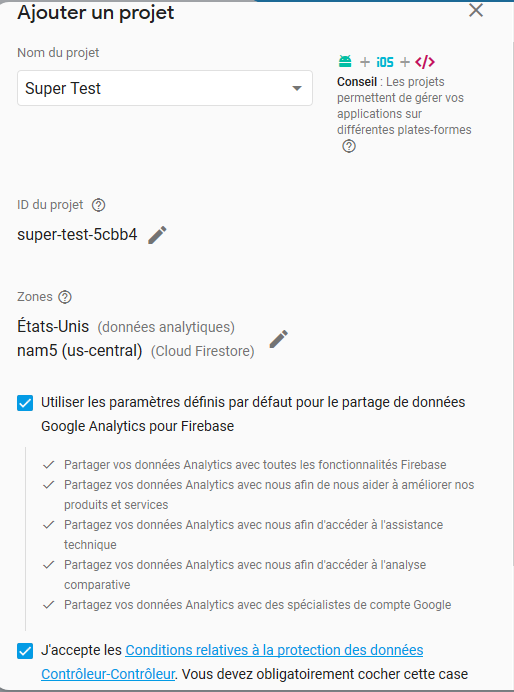 Ajouter un projet
Nom du projet
Super Test
+ iOS + </>
Conseil : Les projets
permettent de gérer vos
applications sur
différentes plates-formes
ID du projet
super-test-5cbb4
Zones
États-Unis (données analytiques)
nam5 (us-central) (Cloud Firestore)
Utiliser les paramètres définis par défaut pour le partage de données
Google Analytics pour Firebase
Partager vos données Analytics avec toutes les fonctionnalités Firebase
Partagez vos données Analytics avec nous afin de nous aider à améliorer nos
produits et services
Partagez vos données Analytics avec nous afin d'accéder à l'assistance
technique
Partagez vos données Analytics avec nous afin d'accéder à l'analyse
comparative
Partagez vos données Analytics avec des spécialistes de compte Google
J'accepte les Conditions relatives à la protection des données
Contrôleur-Contrôleur. Vous devez obligatoirement cocher cette case